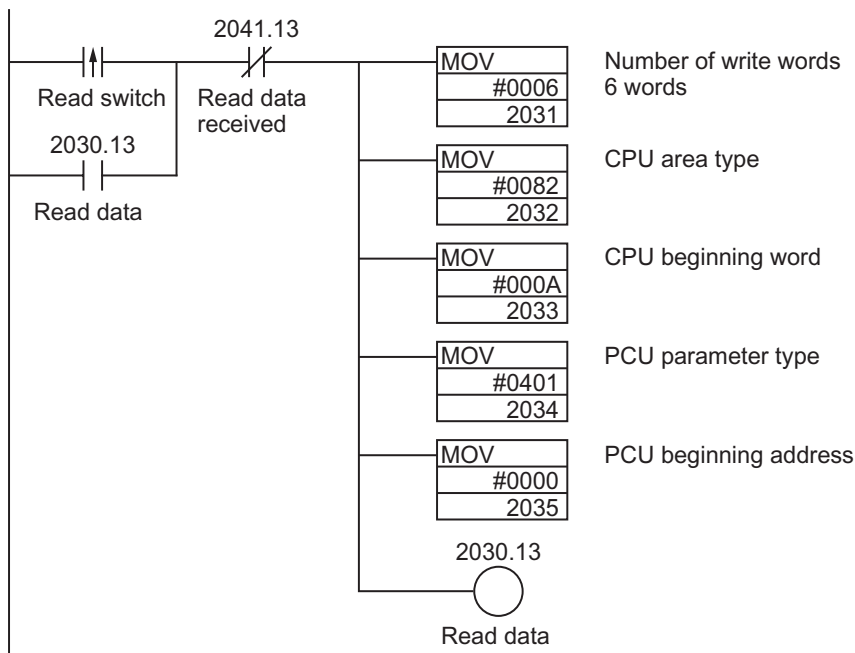 2041.13
Read switch
Read data
received
2030.13
Read data
MOV
#0006
2031
Number of write words
6 words
MOV
#0082
2032
CPU area type
MOV
#000A
2033
CPU beginning word
MOV
#0401
2034
PCU parameter type
MOV
#0000
2035
PCU beginning address
2030.13
Read data